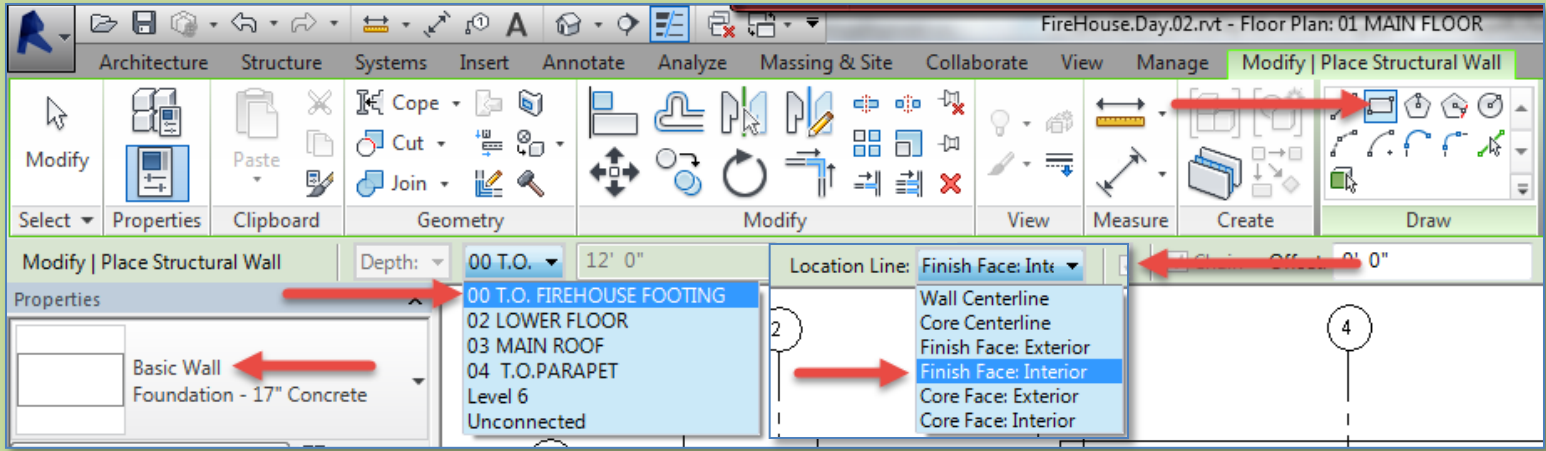 FireHouse.Day.02.rvt - Floor Plan: 01 MAIN FLOOR
Architecture Structure Systems Insert Annotate Analyze Massing & Site Collaborate View Manage Modify | Place Structural Wall
Modify Paste Cope Cut Join
Select Properties Clipboard Geometry Modify View Measure Create Draw
Modify | Place Structural Wall Depth: 00 T.O. 12' 0" Location Line: Finish Face: Inte Chain Offset: 0' 0"
Properties
Basic Wall
Foundation - 17" Concrete
00 T.O. FIREHOUSE FOOTING
02 LOWER FLOOR
03 MAIN ROOF
04 T.O.PARAPET
Level 6
Unconnected
2
Wall Centerline
Core Centerline
Finish Face: Exterior
Finish Face: Interior
Core Face: Exterior
Core Face: Interior
4